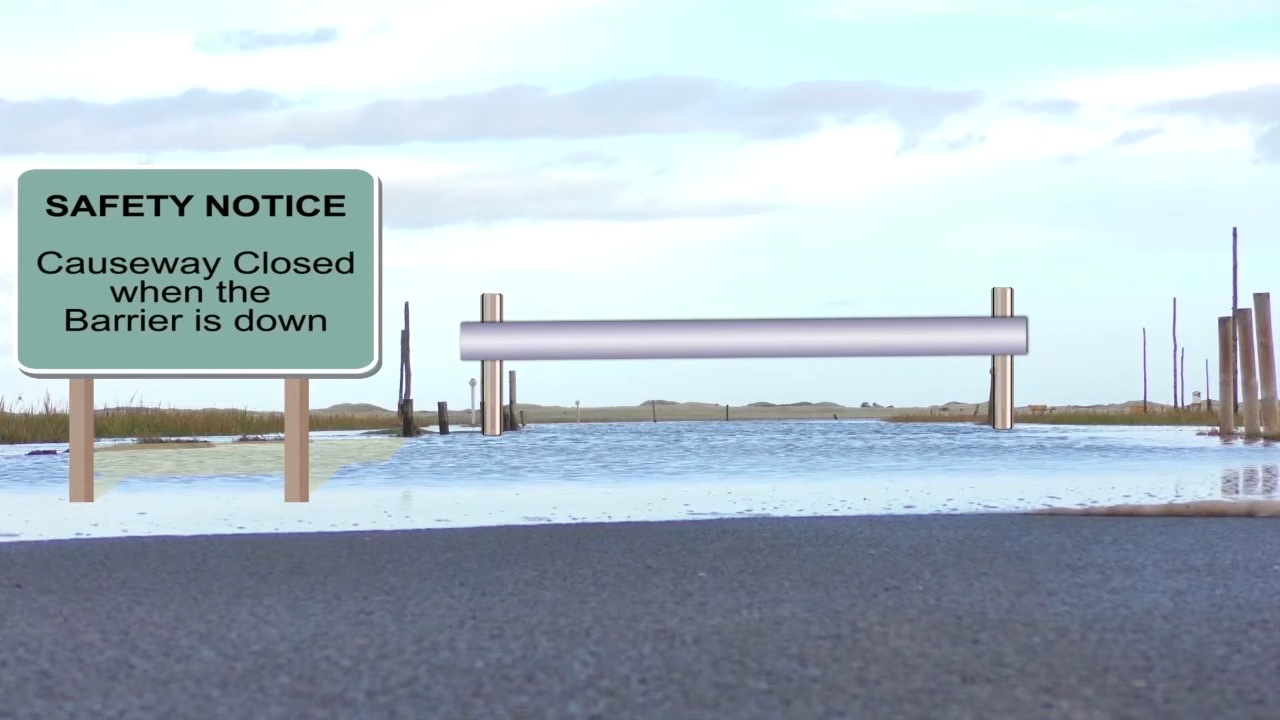 SAFETY NOTICE
Causeway Closed
when the
Barrier is down